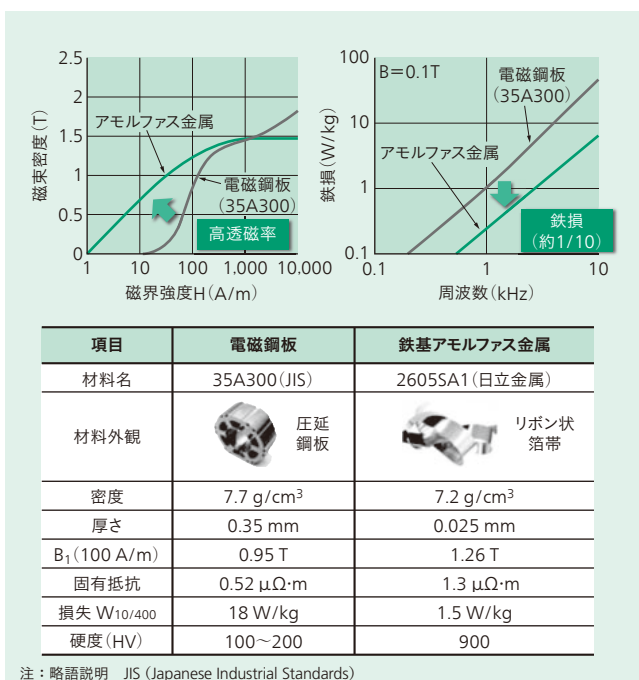 2.5
2
1.5
1
0.5
0
磁束密度(T)
アモルファス金属
電磁鋼板
(35A300)
高透磁率
1 10 100 1,000 10,000
磁界強度H(A/m)
100
10
1
0.1
鉄損(W/kg)
B=0.1T
電磁鋼板
(35A300)
アモルファス金属
鉄損
(約1/10)
0.1 1 10
周波数(kHz)
項目 電磁鋼板 鉄基アモルファス金属
材料名 35A300(JIS) 2605SA1(日立金属)
材料外観 圧延鋼板 リボン状箔帯
密度 7.7 g/cm³ 7.2 g/cm³
厚さ 0.35 mm 0.025 mm
B₁(100 A/m) 0.95 T 1.26 T
固有抵抗 0.52 μΩ·m 1.3 μΩ·m
損失 W₁₀/₄₀₀ 18 W/kg 1.5 W/kg
硬度(HV) 100〜200 900
注:略語説明 JIS (Japanese Industrial Standards)